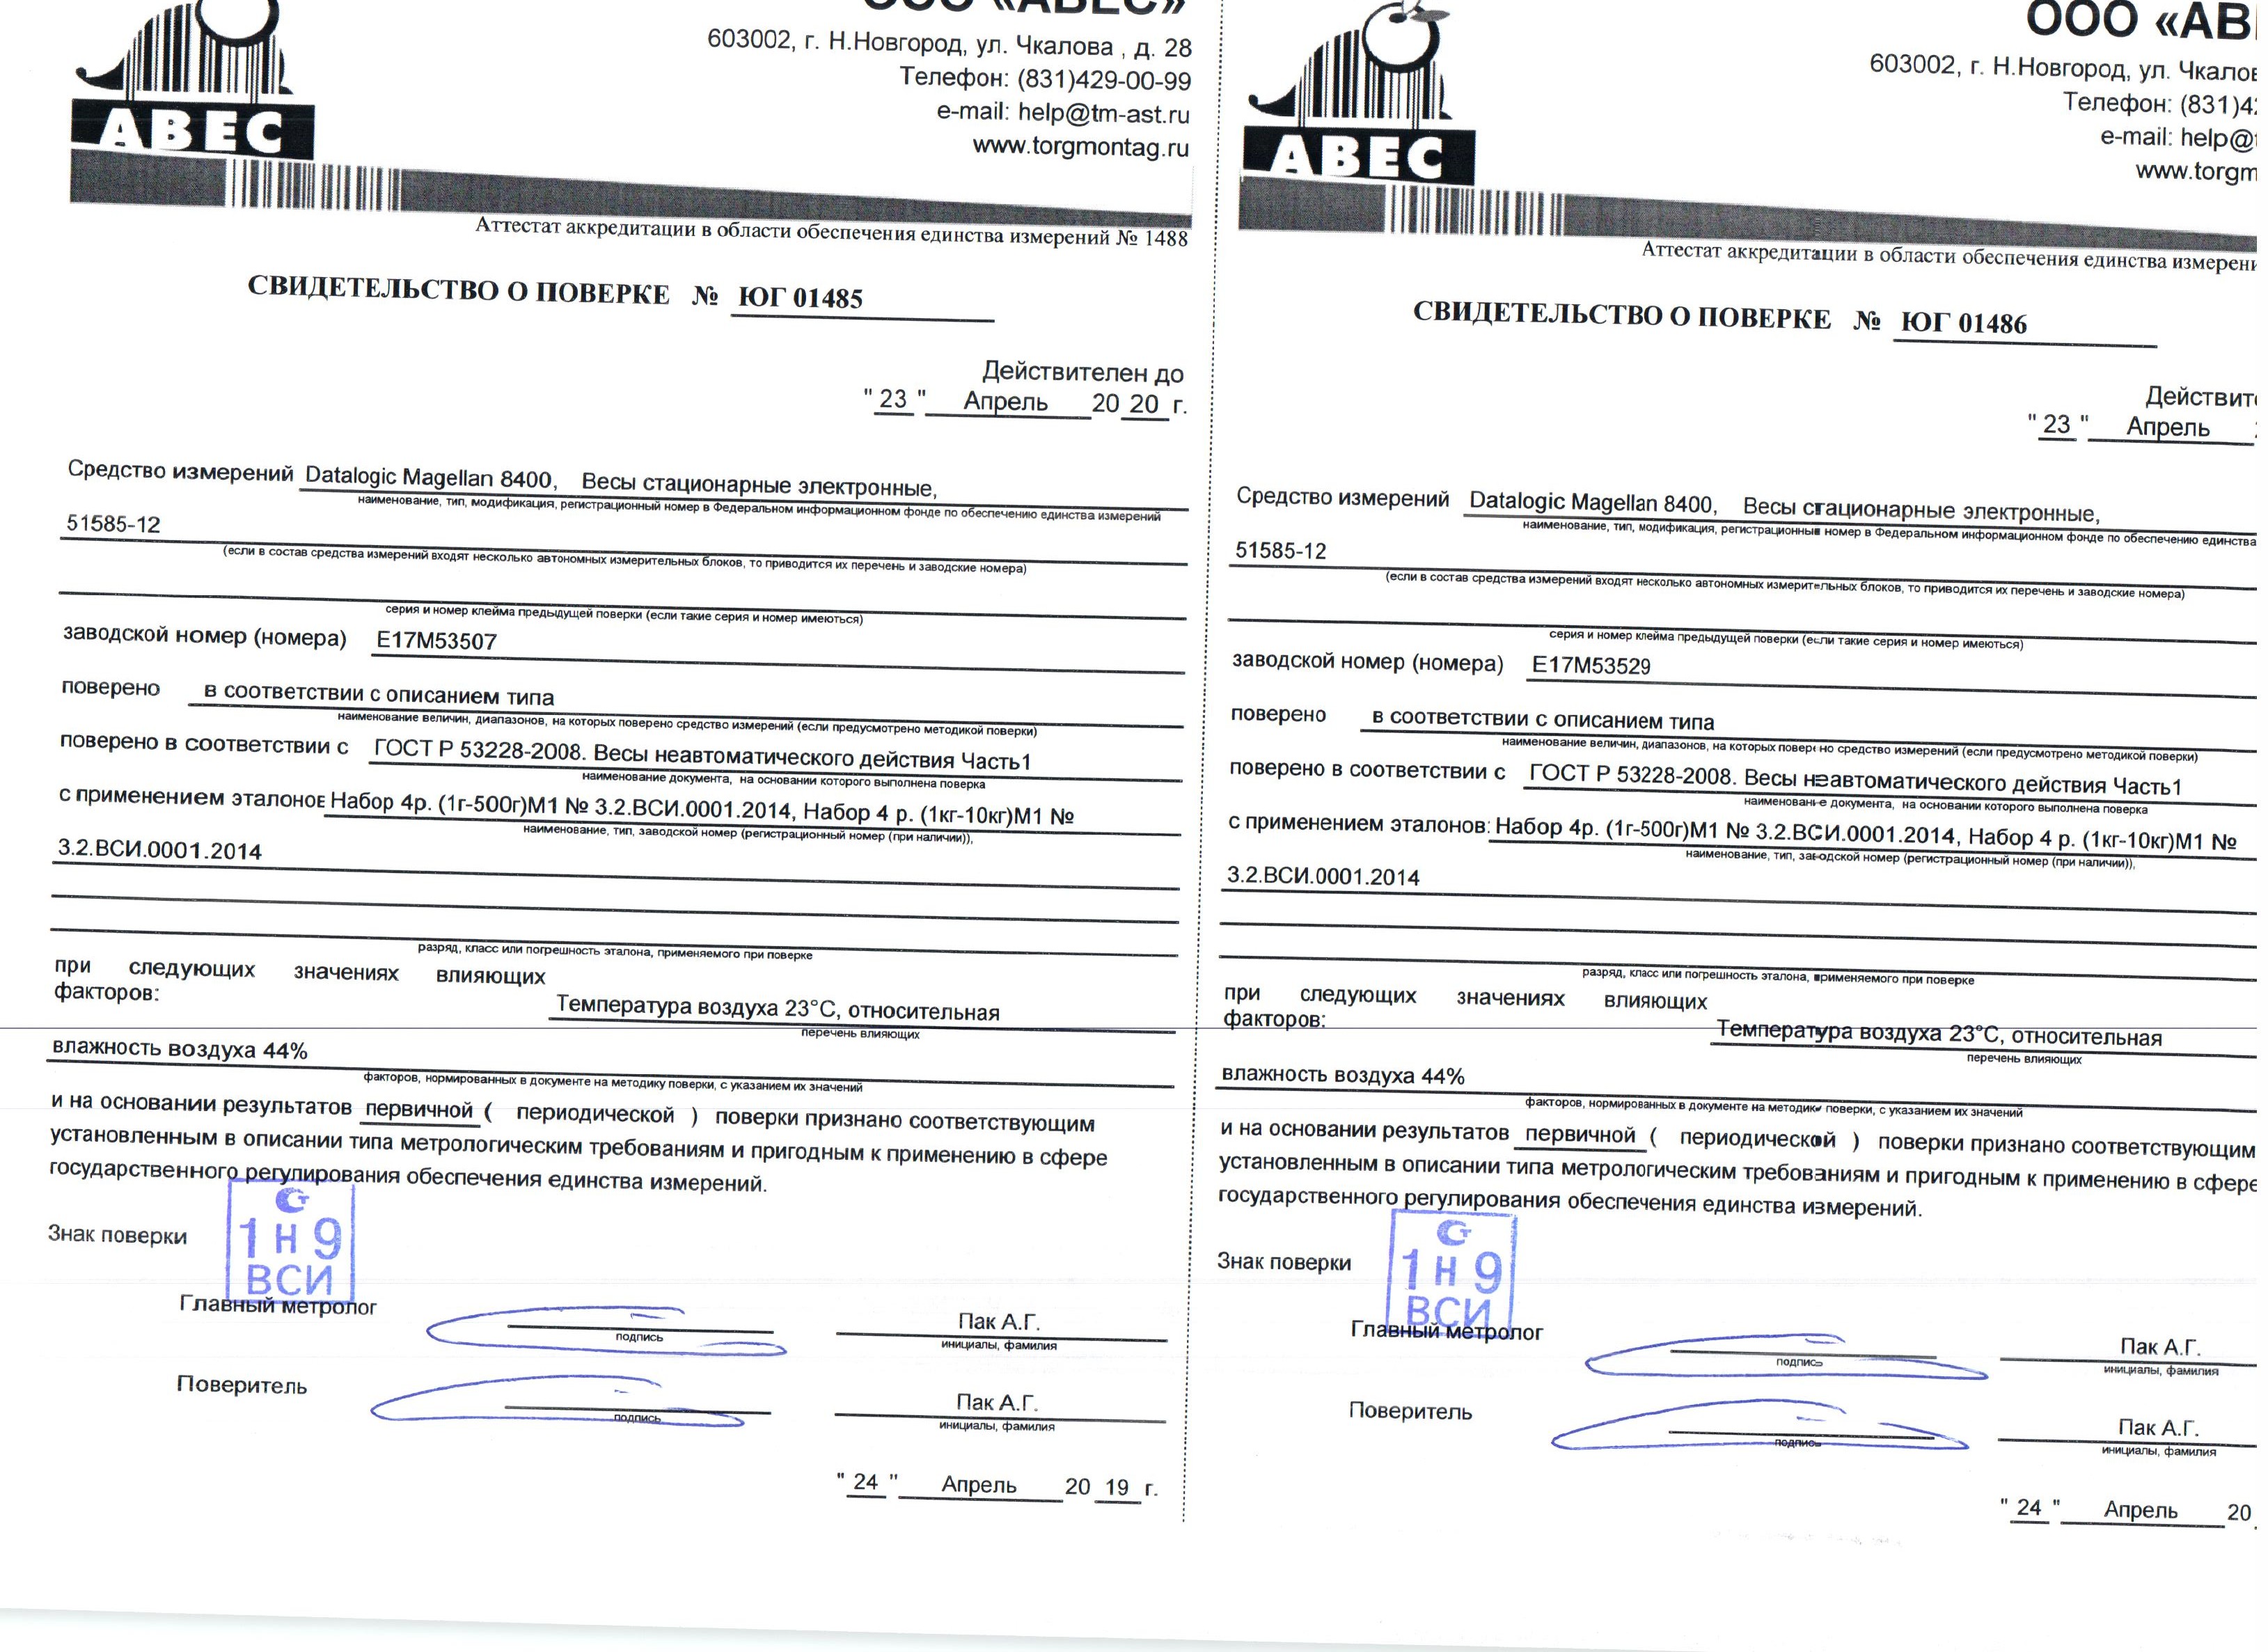 ООО «АВЕС»
603002, г. Н.Новгород, ул. Чкалова , д. 28
Телефон: (831)429-00-99
e-mail: help@tm-ast.ru
www.torgmontag.ru
АВЕС
Аттестат аккредитации в области обеспечения единства измерений № 1488
СВИДЕТЕЛЬСТВО О ПОВЕРКЕ № ЮГ 01485
Действителен до
" 23 " Апрель 20 20 г.
Средство измерений Datalogic Magellan 8400, Весы стационарные электронные,
наименование, тип, модификация, регистрационный номер в Федеральном информационном фонде по обеспечению единства измерений
51585-12
(если в состав средства измерений входят несколько автономных измерительных блоков, то приводится их перечень и заводские номера)
серия и номер клейма предыдущей поверки (если такие серия и номер имеються)
заводской номер (номера) E17M53507
поверено в соответствии с описанием типа
наименование величин, диапазонов, на которых поверено средство измерений (если предусмотрено методикой поверки)
поверено в соответствии с ГОСТ Р 53228-2008. Весы неавтоматического действия Часть1
наименование документа, на основании которого выполнена поверка
с применением эталонов Набор 4р. (1г-500г)М1 № 3.2.ВСИ.0001.2014, Набор 4 р. (1кг-10кг)М1 №
наименование, тип, заводской номер (регистрационный номер (при наличии)),
3.2.ВСИ.0001.2014
разряд, класс или погрешность эталона, применяемого при поверке
при следующих значениях влияющих
факторов:
Температура воздуха 23°С, относительная
перечень влияющих
влажность воздуха 44%
факторов, нормированных в документе на методику поверки, с указанием их значений
и на основании результатов первичной ( периодической ) поверки признано соответствующим
установленным в описании типа метрологическим требованиям и пригодным к применению в сфере
государственного регулирования обеспечения единства измерений.
Знак поверки
1 Н 9
ВСИ
Главный метролог
Пак А.Г.
подпись
инициалы, фамилия
Поверитель
Пак А.Г.
подпись
инициалы, фамилия
" 24 " Апрель 20 19 г.
ООО «АВ
603002, г. Н.Новгород, ул. Чкалов
Телефон: (831)42
e-mail: help@
www.torgm
АВЕС
Аттестат аккредитации в области обеспечения единства измерени
СВИДЕТЕЛЬСТВО О ПОВЕРКЕ № ЮГ 01486
Действит
" 23 " Апрель
Средство измерений Datalogic Magellan 8400, Весы стационарные электронные,
наименование, тип, модификация, регистрационный номер в Федеральном информационном фонде по обеспечению единства
51585-12
(если в состав средства измерений входят несколько автономных измерительных блоков, то приводится их перечень и заводские номера)
серия и номер клейма предыдущей поверки (если такие серия и номер имеються)
заводской номер (номера) E17M53529
поверено в соответствии с описанием типа
наименование величин, диапазонов, на которых поверено средство измерений (если предусмотрено методикой поверки)
поверено в соответствии с ГОСТ Р 53228-2008. Весы неавтоматического действия Часть1
наименование документа, на основании которого выполнена поверка
с применением эталонов: Набор 4р. (1г-500г)М1 № 3.2.ВСИ.0001.2014, Набор 4 р. (1кг-10кг)М1 №
наименование, тип, заводской номер (регистрационный номер (при наличии)),
3.2.ВСИ.0001.2014
разряд, класс или погрешность эталона, применяемого при поверке
при следующих значениях влияющих
факторов:
Температура воздуха 23°С, относительная
перечень влияющих
влажность воздуха 44%
факторов, нормированных в документе на методику поверки, с указанием их значений
и на основании результатов первичной ( периодической ) поверки признано соответствующим
установленным в описании типа метрологическим требованиям и пригодным к применению в сфере
государственного регулирования обеспечения единства измерений.
Знак поверки
1 Н 9
ВСИ
Главный метролог
Пак А.Г.
подпись
инициалы, фамилия
Поверитель
Пак А.Г.
подпись
инициалы, фамилия
" 24 " Апрель 20